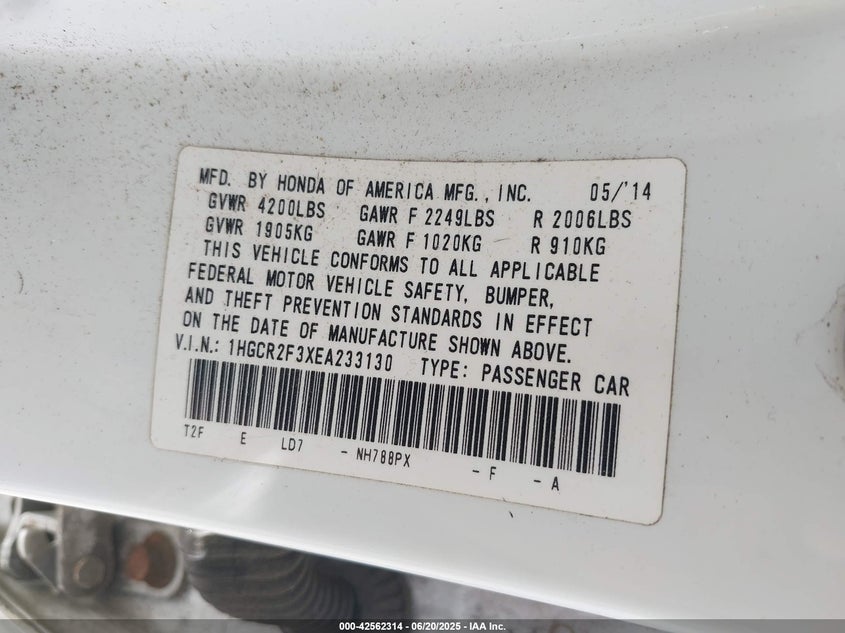 MFD. BY HONDA OF AMERICA MFG., INC. 05/'14
GVWR 4200LBS GAWR F 2249LBS R 2006LBS
GVWR 1905KG GAWR F 1020KG R 910KG
THIS VEHICLE CONFORMS TO ALL APPLICABLE
FEDERAL MOTOR VEHICLE SAFETY, BUMPER,
AND THEFT PREVENTION STANDARDS IN EFFECT
ON THE DATE OF MANUFACTURE SHOWN ABOVE.
V.I.N.: 1HGCR2F3XEA233130 TYPE: PASSENGER CAR
T2F E LD7 - NH788PX - F - A
000-42562314 - 06/20/2025 - IAA Inc.